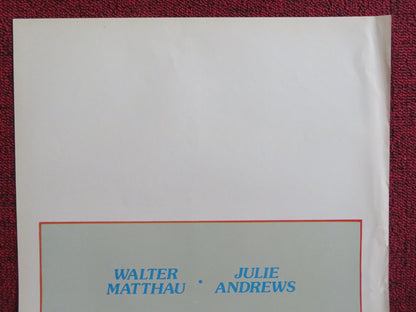 WALTER MATTHAU • JULIE ANDREWS